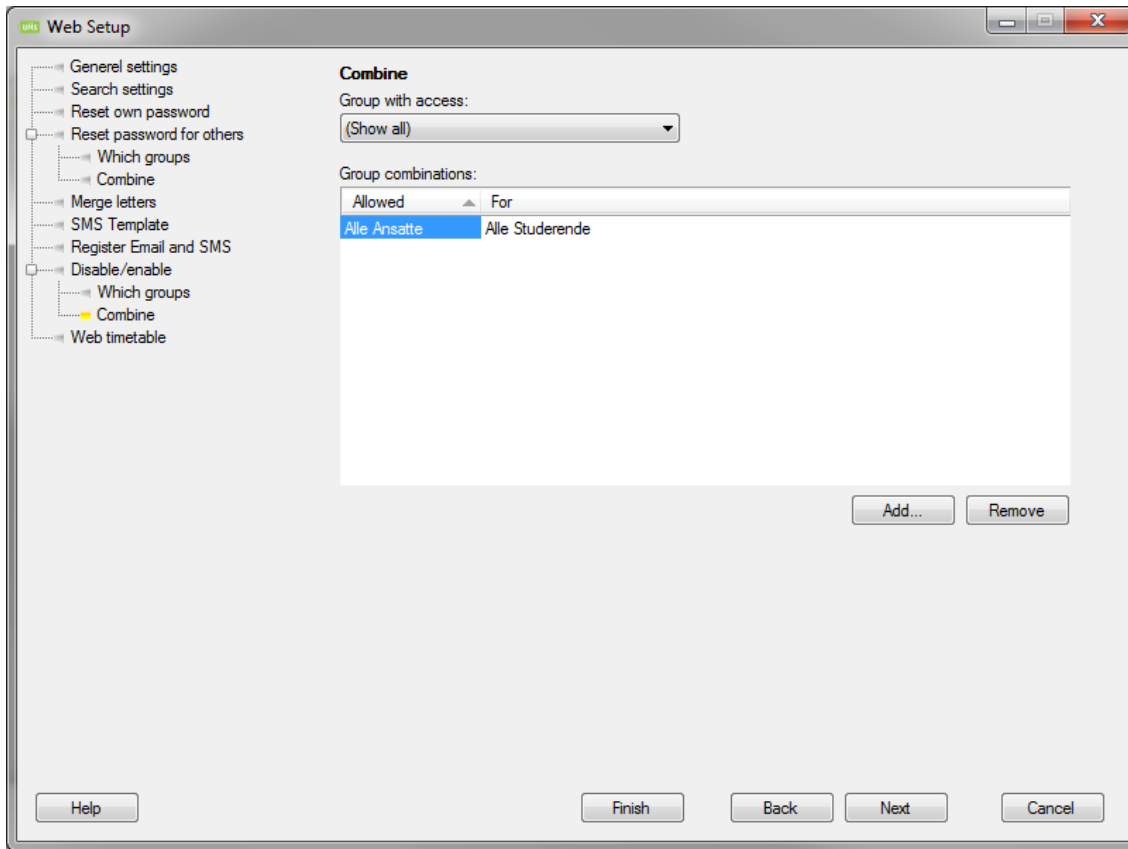 UMS Web Setup
Generel settings
Search settings
Reset own password
Reset password for others
Which groups
Combine
Merge letters
SMS Template
Register Email and SMS
Disable/enable
Which groups
Combine
Web timetable
Combine
Group with access:
(Show all)
Group combinations:
Allowed For
Alle Ansatte Alle Studerende
Add... Remove
Help Finish Back Next Cancel